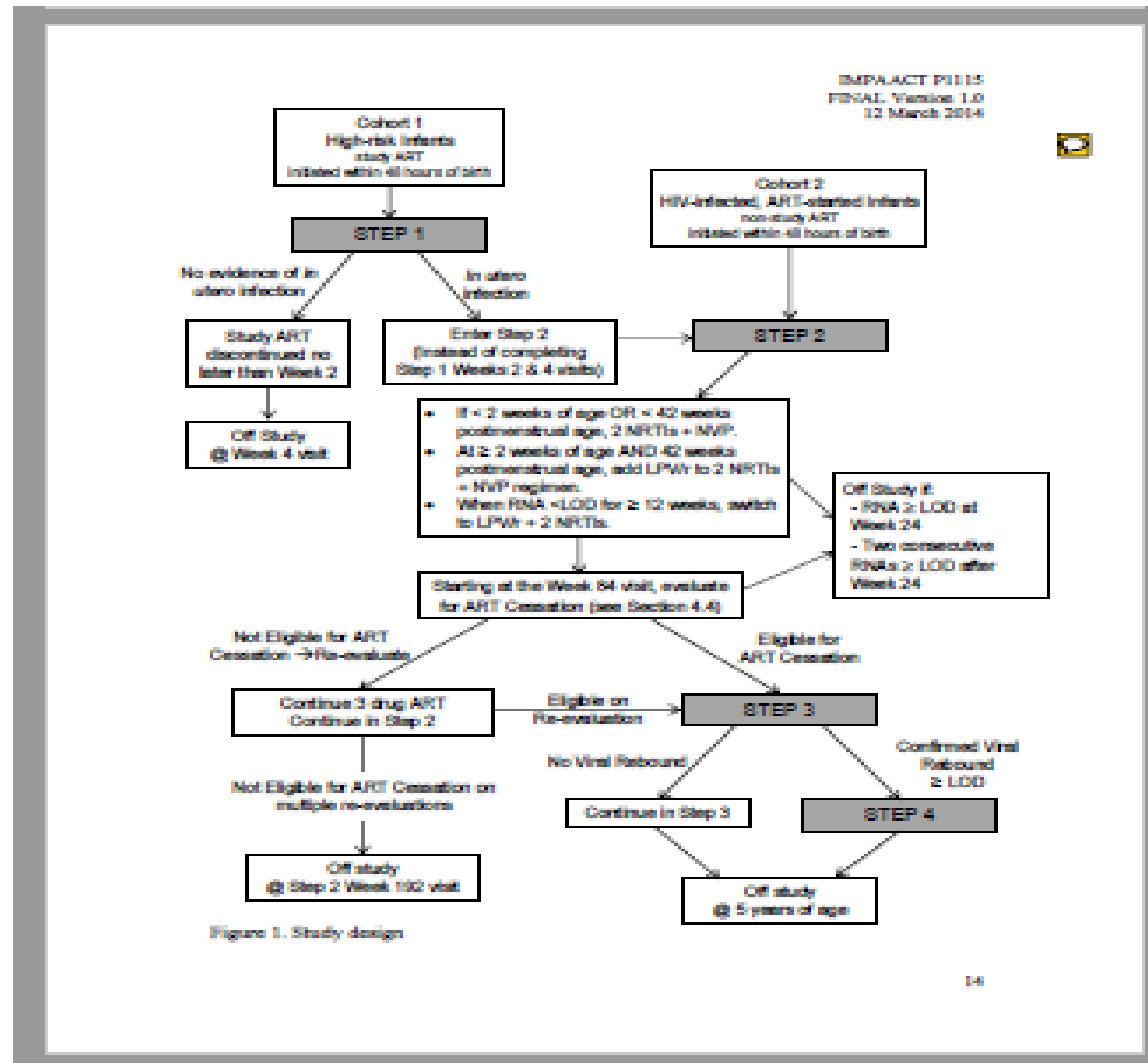 IMPAACT P1115
FINAL Version 1.0
12 March 2014
Cohort 1
High-risk Infants
study ART
initiated within 48 hours of birth
Cohort 2
HIV-infected, ART-started Infants
non-study ART
initiated within 48 hours of birth
STEP 1
No evidence of in
utero infection
In utero
infection
Study ART
discontinued no
later than Week 2
Enter Step 2
(instead of completing
Step 1 Weeks 2 & 4 visits)
STEP 2
Off Study
@ Week 4 visit
• If < 2 weeks of age OR < 42 weeks
postmenstrual age, 2 NRTIs + NVP.
• At ≥ 2 weeks of age AND 42 weeks
postmenstrual age, add LPV/r to 2 NRTIs
+ NVP regimen.
• When RNA <LOD for ≥ 12 weeks, switch
to LPV/r + 2 NRTIs.
Off Study if:
- RNA ≥ LOD at
Week 24
- Two consecutive
RNAs ≥ LOD after
Week 24
Starting at the Week 84 visit, evaluate
for ART Cessation (see Section 4.4)
Not Eligible for ART
Cessation → Re-evaluate
Eligible for
ART Cessation
Continue 3 drug ART
Continue in Step 2
Eligible on
Re-evaluation
STEP 3
No Viral Rebound
Confirmed Viral
Rebound
≥ LOD
Not Eligible for ART Cessation on
multiple re-evaluations
Continue in Step 3
STEP 4
Off study
@ Step 2 Week 192 visit
Off study
@ 5 years of age
Figure 1. Study design
14